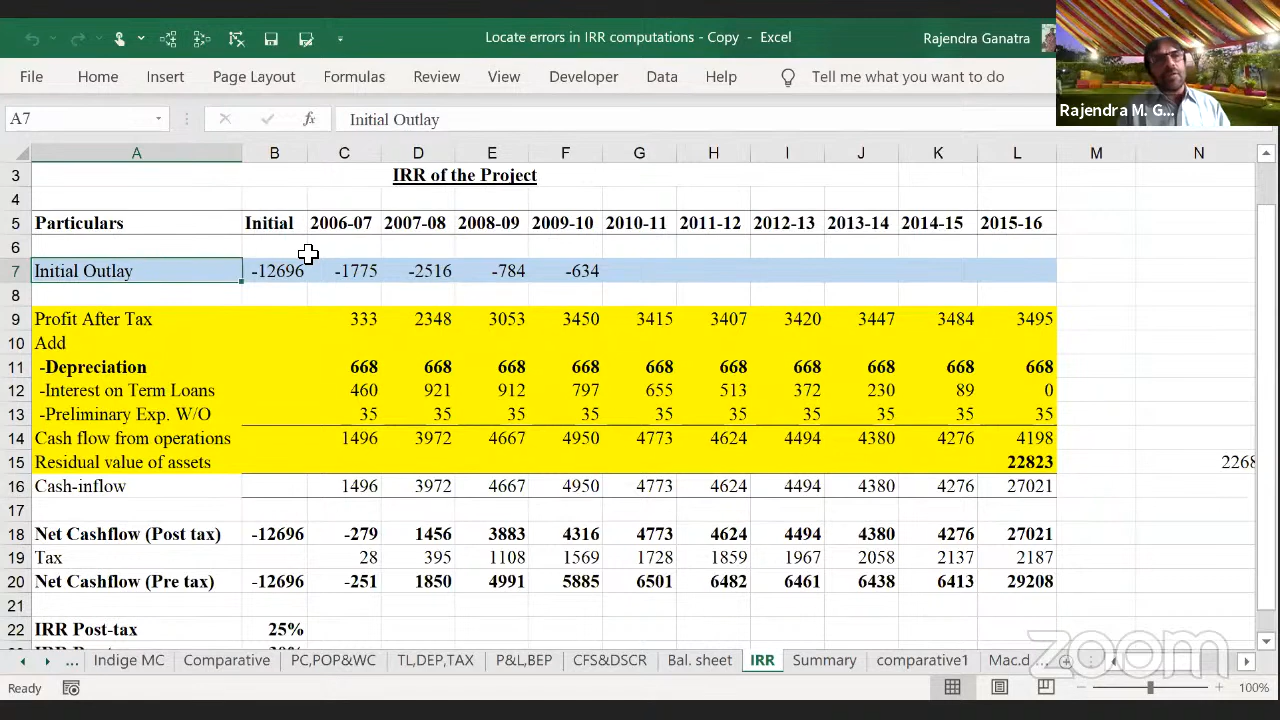 Locate errors in IRR computations - Copy - Excel
Rajendra Ganatra
File Home Insert Page Layout Formulas Review View Developer Data Help Tell me what you want to do
Rajendra M. G...
A7 fx Initial Outlay
A B C D E F G H I J K L M N
3 IRR of the Project
4
5 Particulars Initial 2006-07 2007-08 2008-09 2009-10 2010-11 2011-12 2012-13 2013-14 2014-15 2015-16
6
7 Initial Outlay -12696 -1775 -2516 -784 -634
8
9 Profit After Tax 333 2348 3053 3450 3415 3407 3420 3447 3484 3495
10 Add
11 -Depreciation 668 668 668 668 668 668 668 668 668 668
12 -Interest on Term Loans 460 921 912 797 655 513 372 230 89 0
13 -Preliminary Exp. W/O 35 35 35 35 35 35 35 35 35 35
14 Cash flow from operations 1496 3972 4667 4950 4773 4624 4494 4380 4276 4198
15 Residual value of assets 22823 2268
16 Cash-inflow 1496 3972 4667 4950 4773 4624 4494 4380 4276 27021
17
18 Net Cashflow (Post tax) -12696 -279 1456 3883 4316 4773 4624 4494 4380 4276 27021
19 Tax 28 395 1108 1569 1728 1859 1967 2058 2137 2187
20 Net Cashflow (Pre tax) -12696 -251 1850 4991 5885 6501 6482 6461 6438 6413 29208
21
22 IRR Post-tax 25%
zoom
... Indige MC Comparative PC,POP&WC TL,DEP,TAX P&L,BEP CFS&DSCR Bal. sheet IRR Summary comparative1 Mac.d ...
Ready 100%